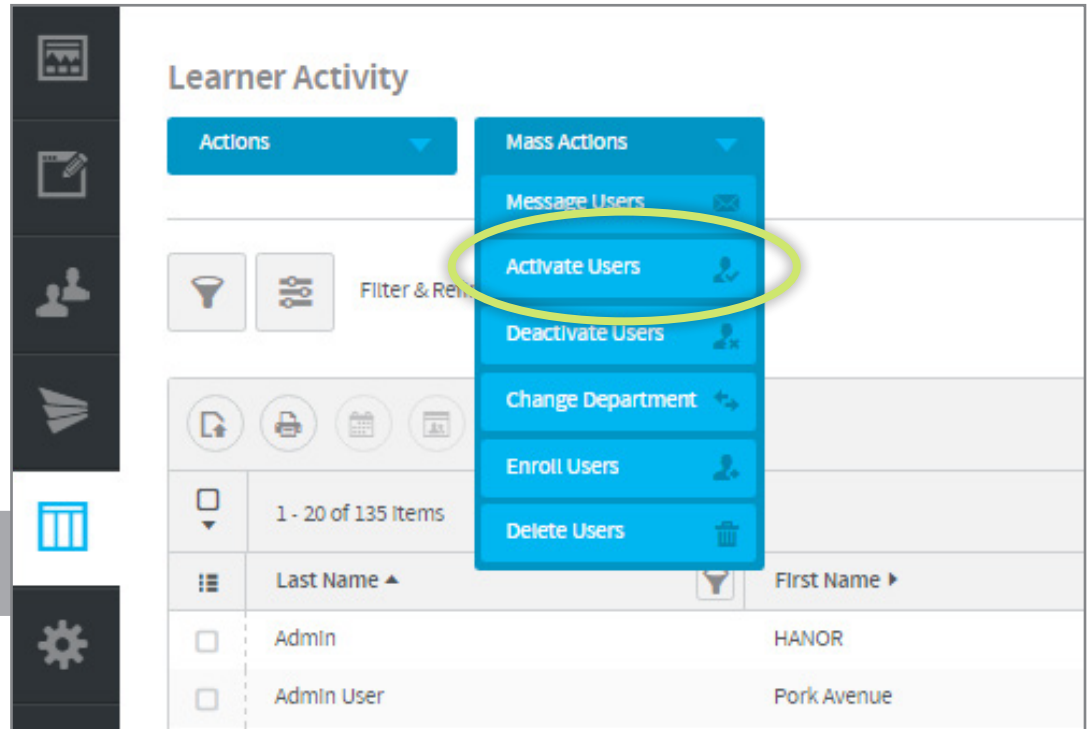 Learner Activity
Actions
Mass Actions
Message Users
Activate Users
Deactivate Users
Change Department
Enroll Users
Delete Users
Filter &
1 - 20 of 135 Items
Last Name
First Name
Admin
HANOR
Admin User
Pork Avenue